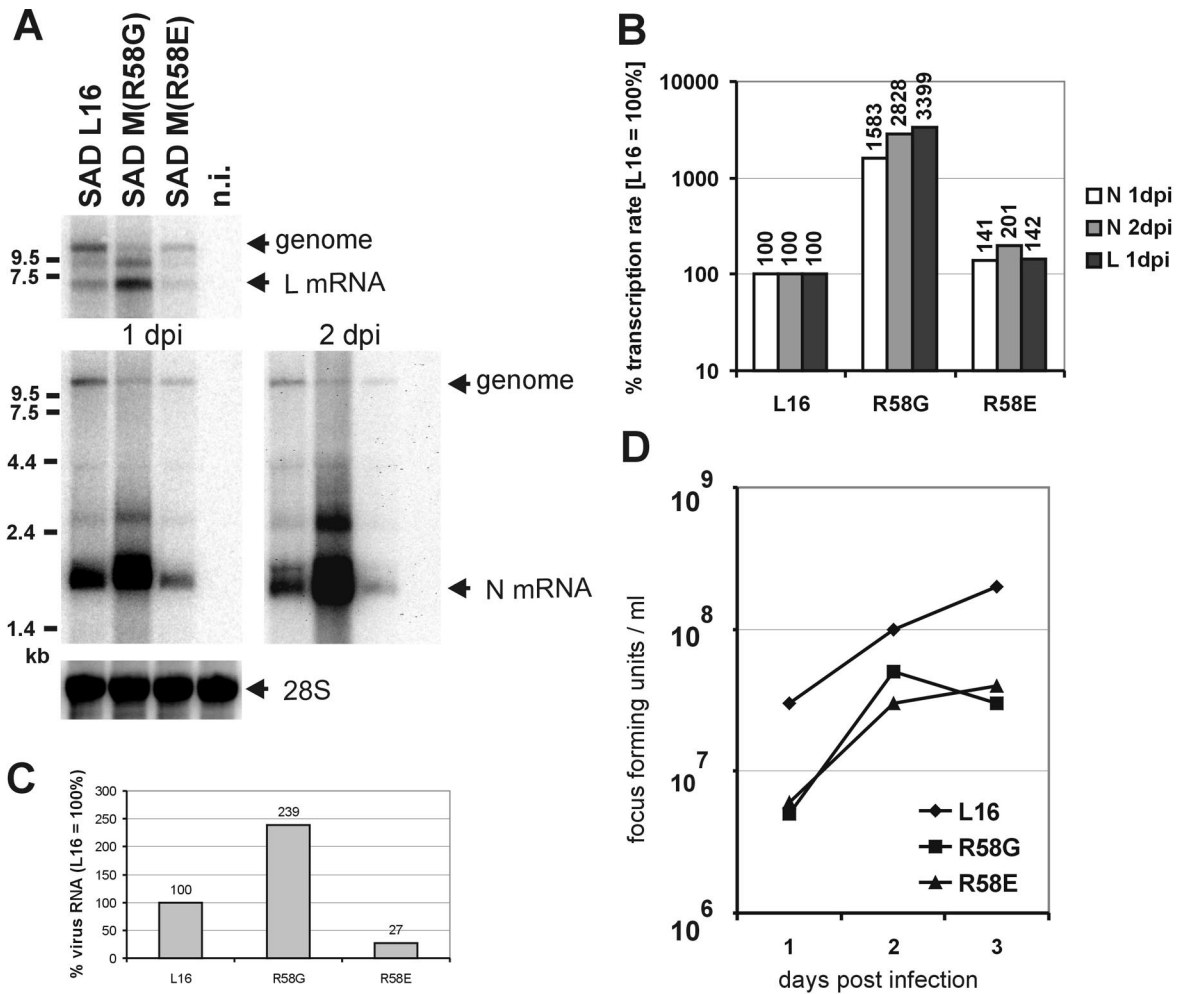 A
SAD L16
SAD M(R58G)
SAD M(R58E)
n.i.
genome
9.5
7.5
L mRNA
1 dpi
2 dpi
genome
9.5
7.5
4.4
2.4
N mRNA
1.4
kb
28S
B
% transcription rate [L16 = 100%]
10000
1000
100
10
100
100
100
1583
2828
3399
141
201
142
L16
R58G
R58E
N 1dpi
N 2dpi
L 1dpi
C
% virus RNA (L16 = 100%)
300
250
200
150
100
50
0
100
239
27
L16
R58G
R58E
D
focus forming units / ml
10^9
10^8
10^7
10^6
L16
R58G
R58E
1
2
3
days post infection